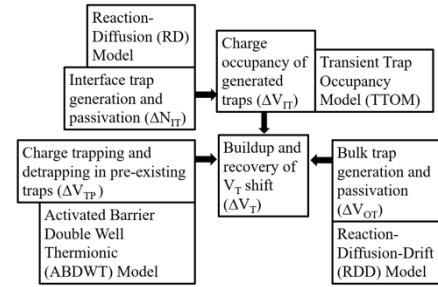 Reaction-
Diffusion (RD)
Model
Interface trap
generation and
passivation (ΔN_IT)
Charge
occupancy of
generated
traps (ΔV_IT)
Transient Trap
Occupancy
Model (TTOM)
Charge trapping and
detrapping in pre-existing
traps (ΔV_TP)
Activated Barrier
Double Well
Thermionic
(ABDWT) Model
Buildup and
recovery of
V_T shift
(ΔV_T)
Bulk trap
generation and
passivation
(ΔV_OT)
Reaction-
Diffusion-Drift
(RDD) Model